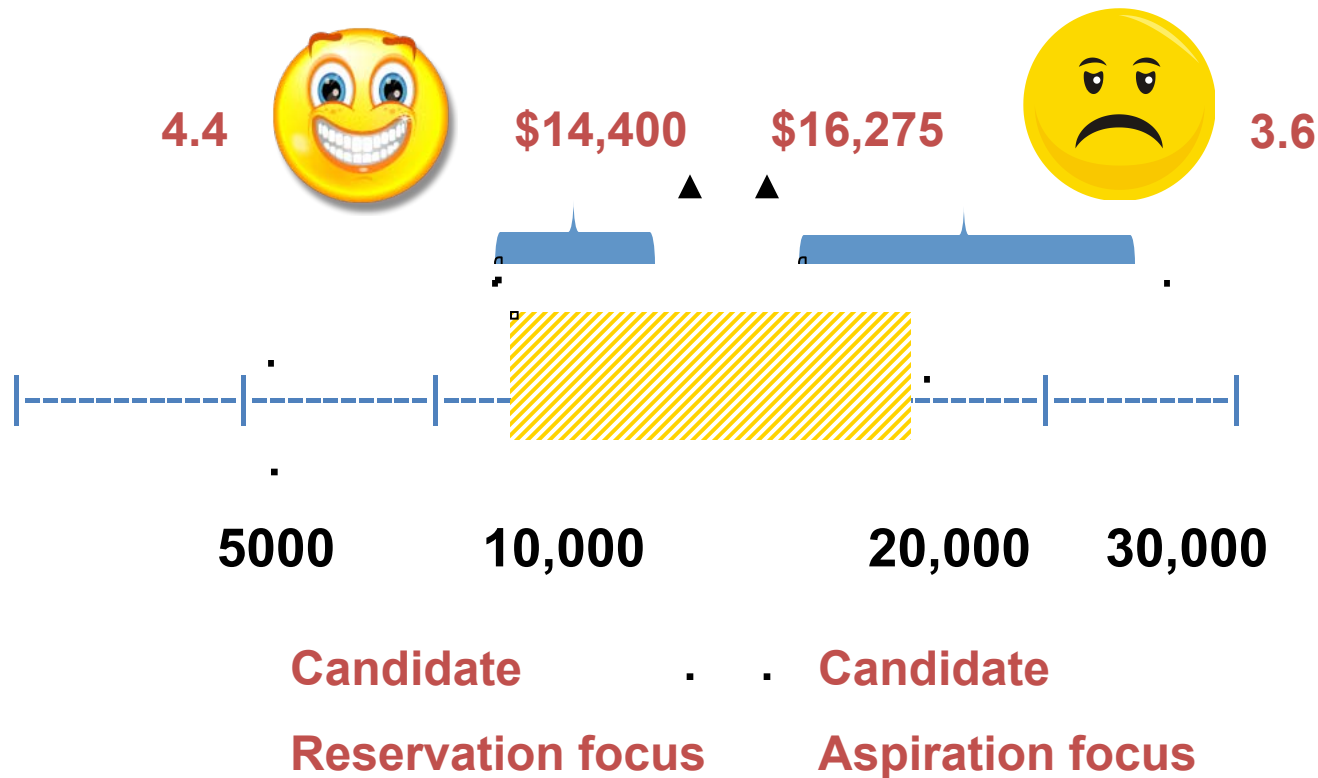 4.4 $14,400 $16,275 3.6
5000 10,000 20,000 30,000
Candidate Candidate
Reservation focus Aspiration focus